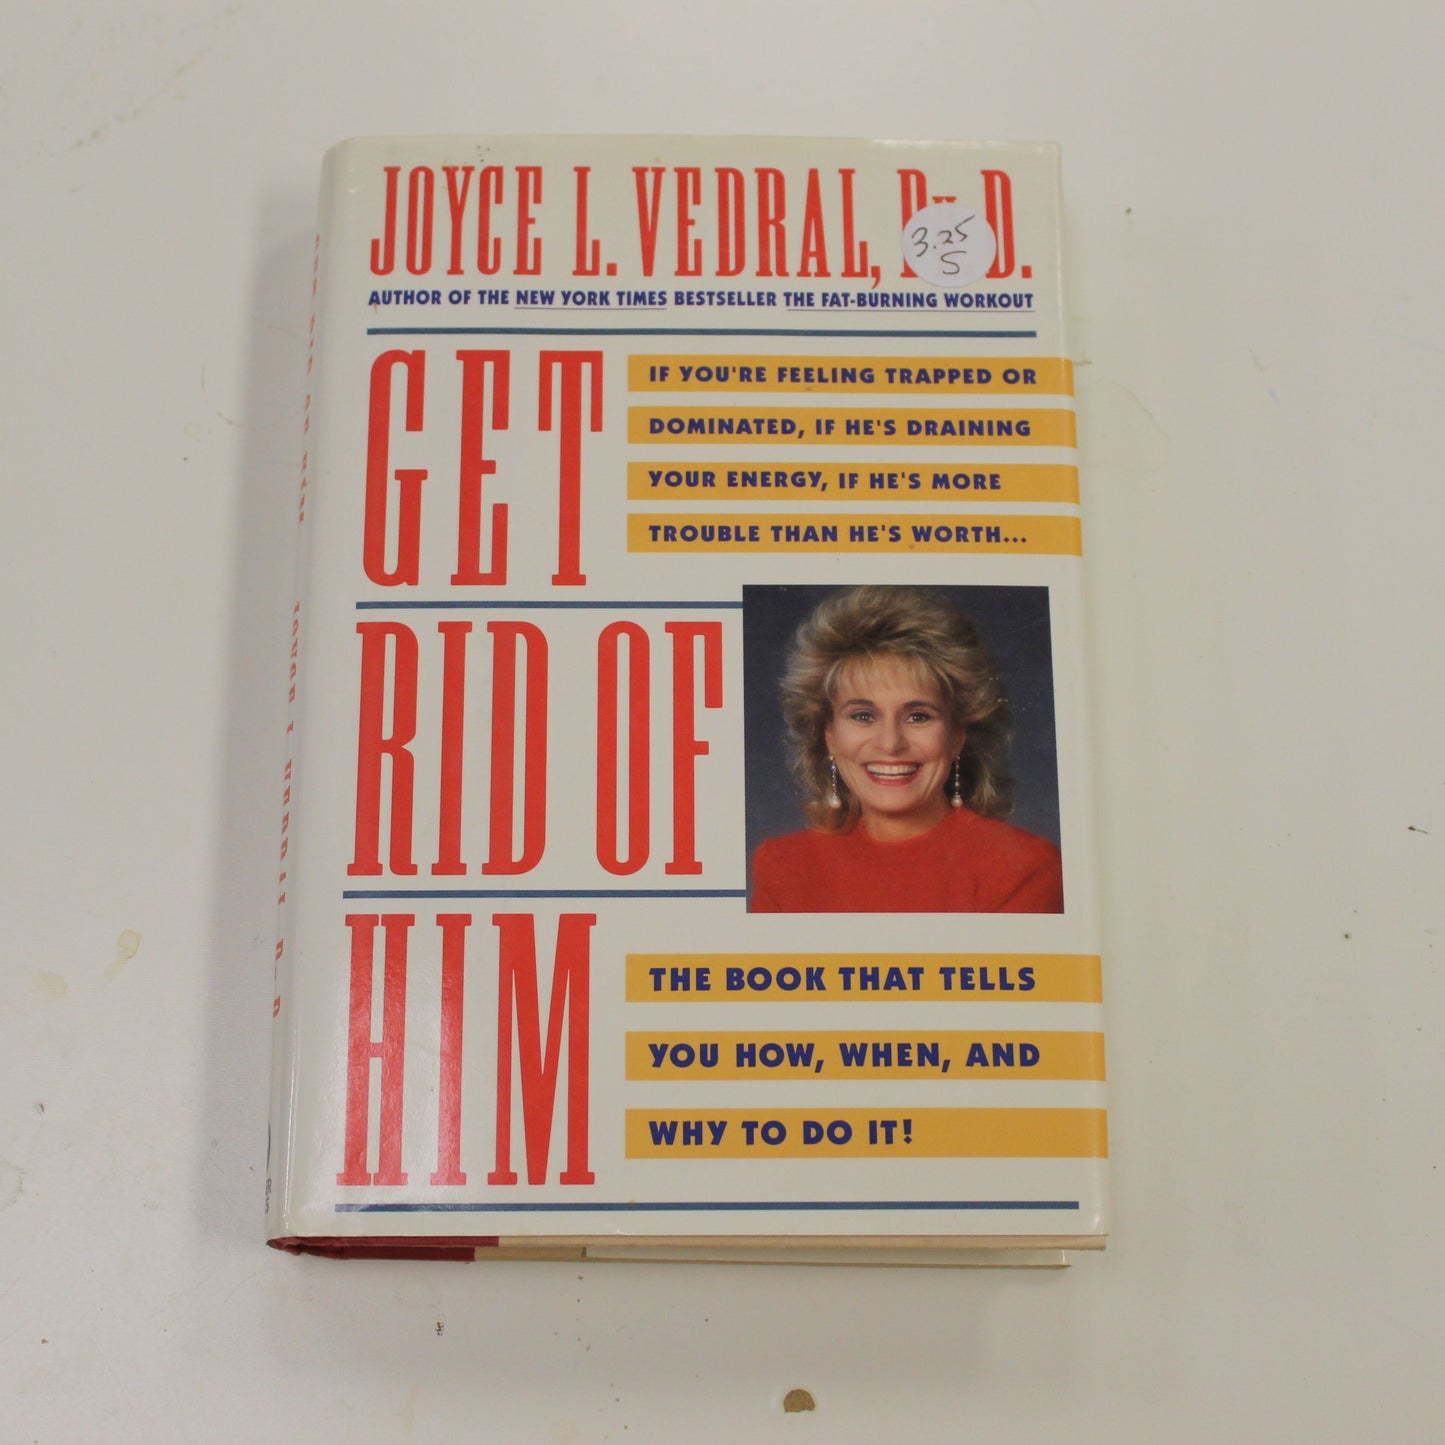 JOYCE L. VEDRAL, Ph.D.
3.25
S
AUTHOR OF THE NEW YORK TIMES BESTSELLER THE FAT-BURNING WORKOUT
GET
RID OF
HIM
IF YOU'RE FEELING TRAPPED OR
DOMINATED, IF HE'S DRAINING
YOUR ENERGY, IF HE'S MORE
TROUBLE THAN HE'S WORTH...
THE BOOK THAT TELLS
YOU HOW, WHEN, AND
WHY TO DO IT!